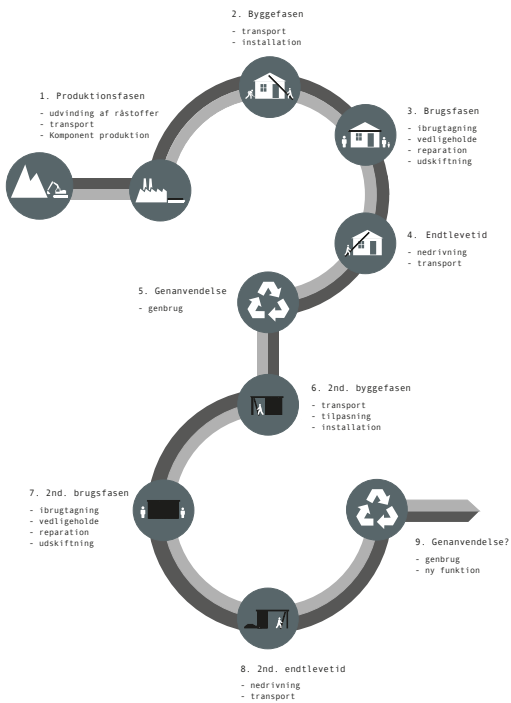 2. Byggefasen
- transport
- installation
1. Produktionsfasen
- udvinding af råstoffer
- transport
- Komponent produktion
3. Brugsfasen
- ibrugtagning
- vedligeholde
- reparation
- udskiftning
4. Endtlevetid
- nedrivning
- transport
5. Genanvendelse
- genbrug
6. 2nd. byggefasen
- transport
- tilpasning
- installation
7. 2nd. brugsfasen
- ibrugtagning
- vedligeholde
- reparation
- udskiftning
9. Genanvendelse?
- genbrug
- ny funktion
8. 2nd. endtlevetid
- nedrivning
- transport